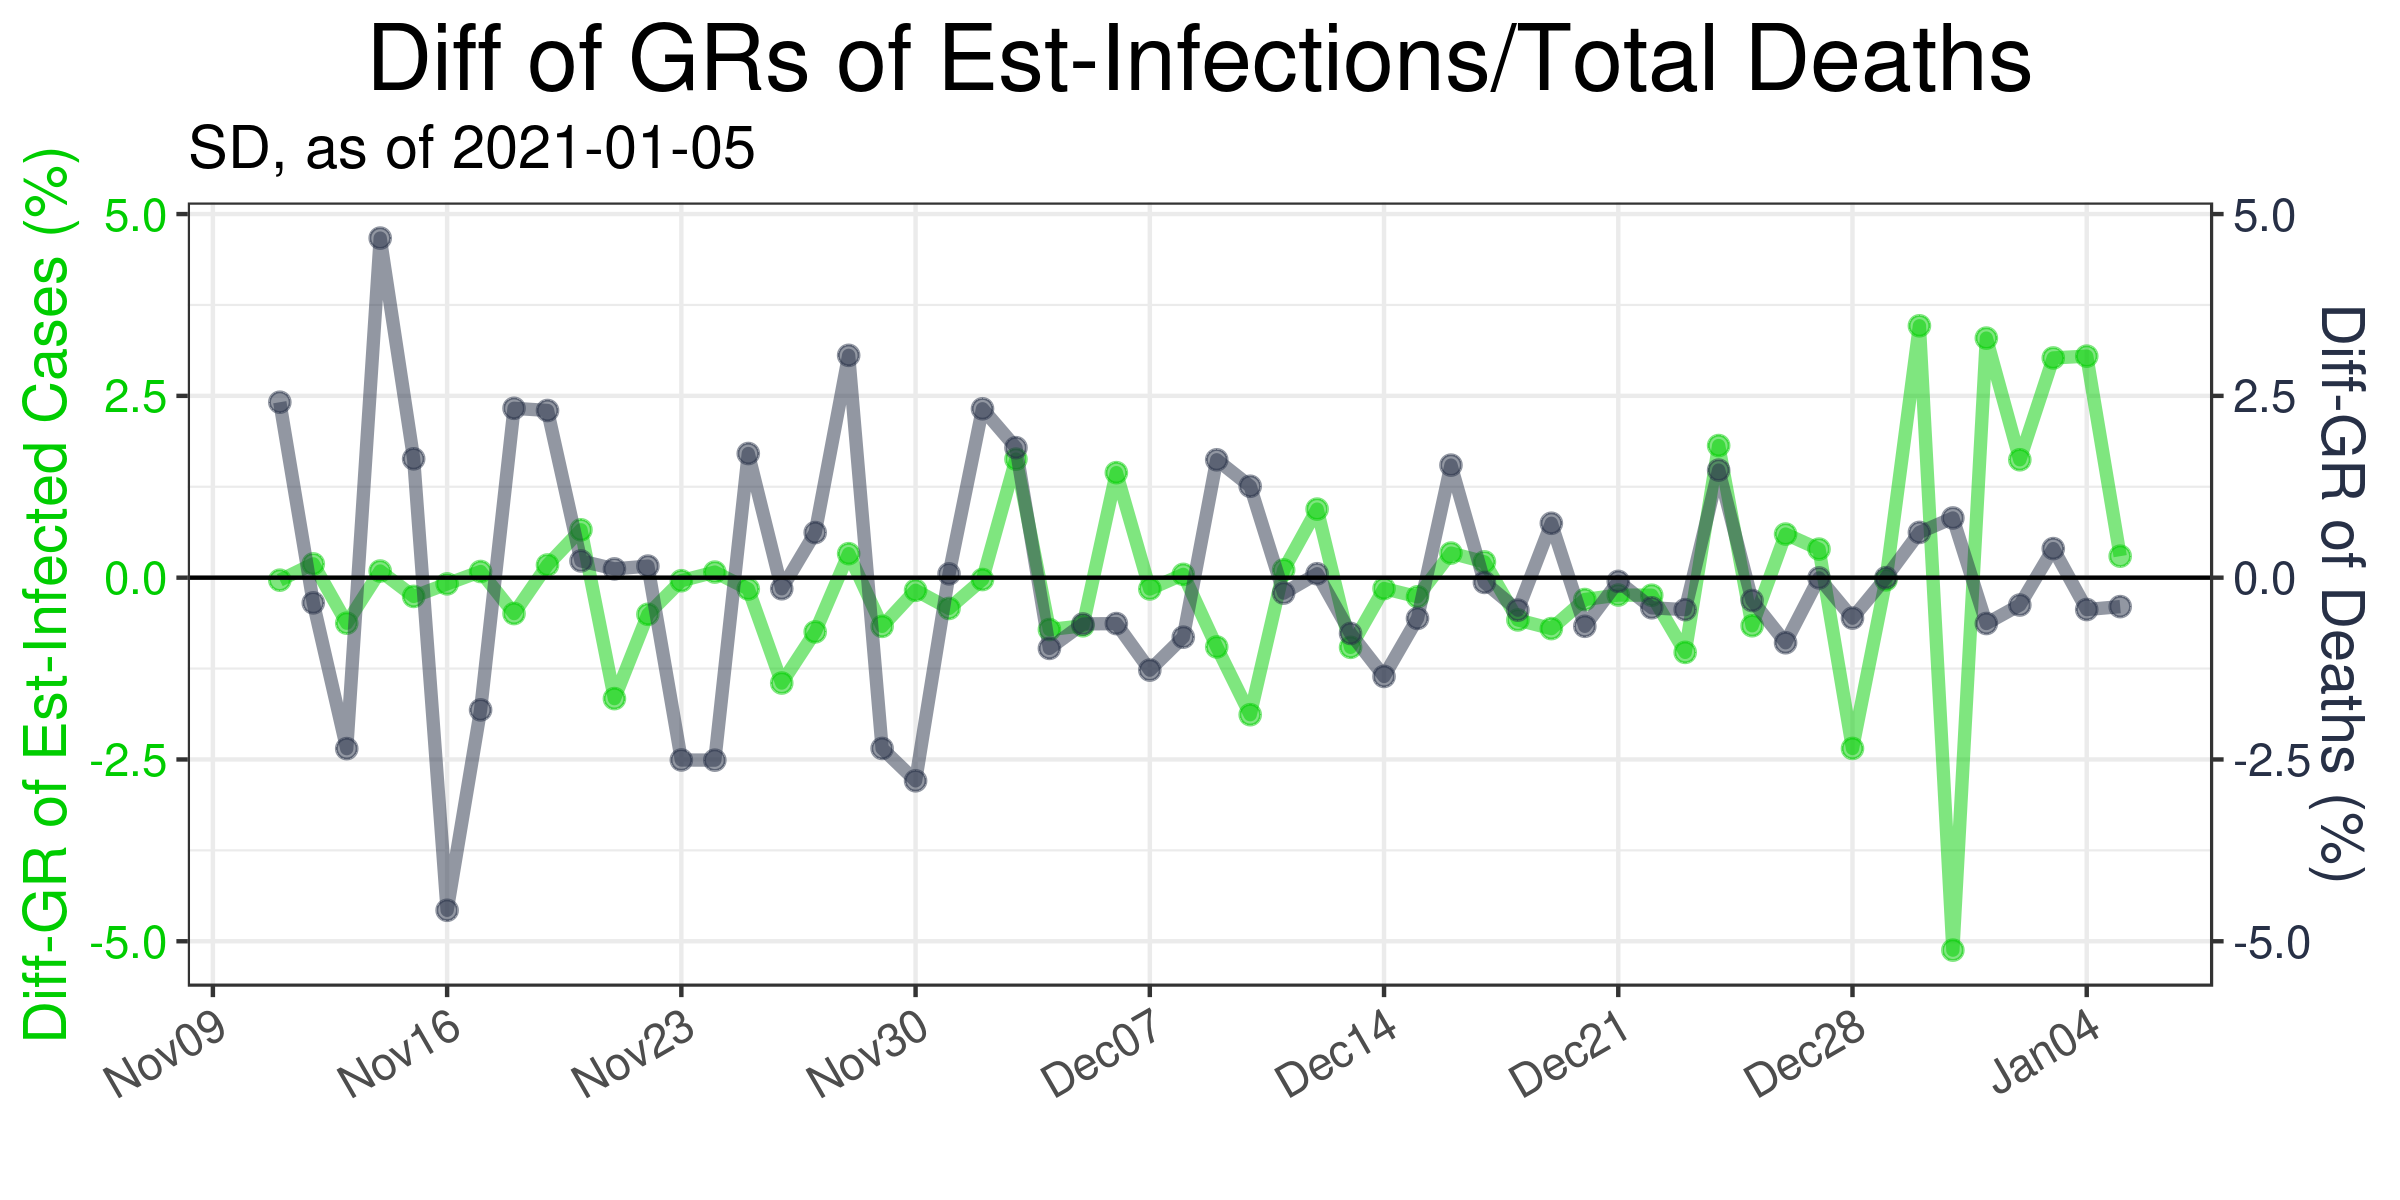 Diff of GRs of Est-Infections/Total Deaths
SD, as of 2021-01-05
Diff-GR of Est-Infected Cases (%)
5.0
2.5
0.0
-2.5
-5.0
5.0
2.5
0.0
-2.5
-5.0
Diff-GR of Deaths (%)
Nov09
Nov16
Nov23
Nov30
Dec07
Dec14
Dec21
Dec28
Jan04